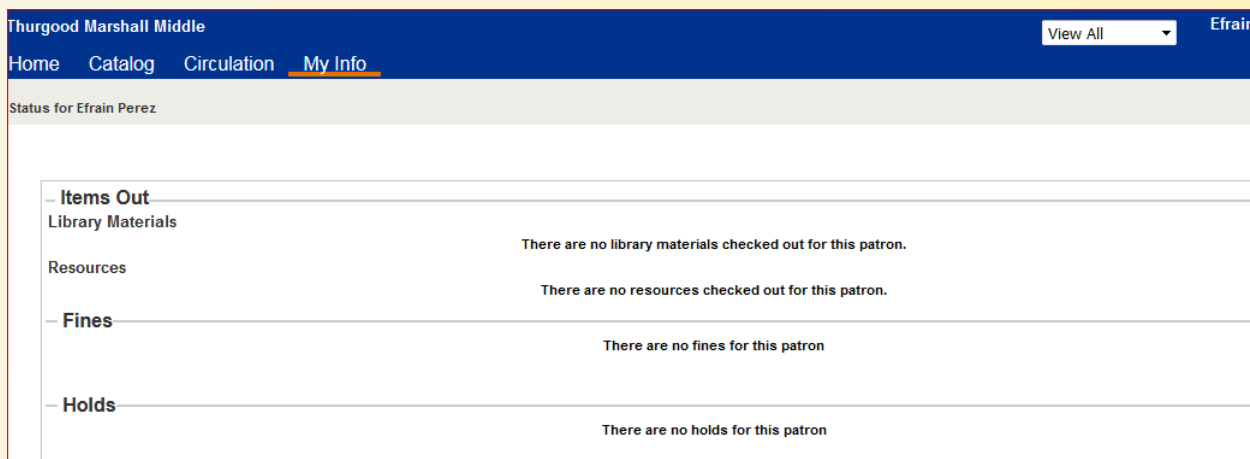 Thurgood Marshall Middle
View All
Efrain
Home Catalog Circulation My Info
Status for Efrain Perez
Items Out
Library Materials
There are no library materials checked out for this patron.
Resources
There are no resources checked out for this patron.
Fines
There are no fines for this patron
Holds
There are no holds for this patron